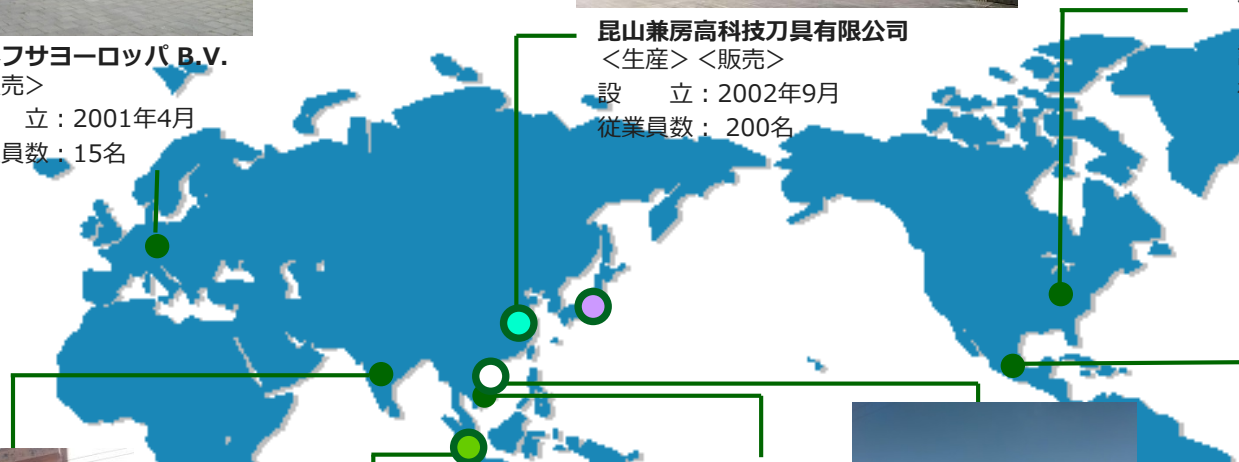 フサヨーロッパ B.V.
売＞
立：2001年4月
員数：15名
昆山兼房高科技刀具有限公司
＜生産＞＜販売＞
設　　立：2002年9月
従業員数： 200名